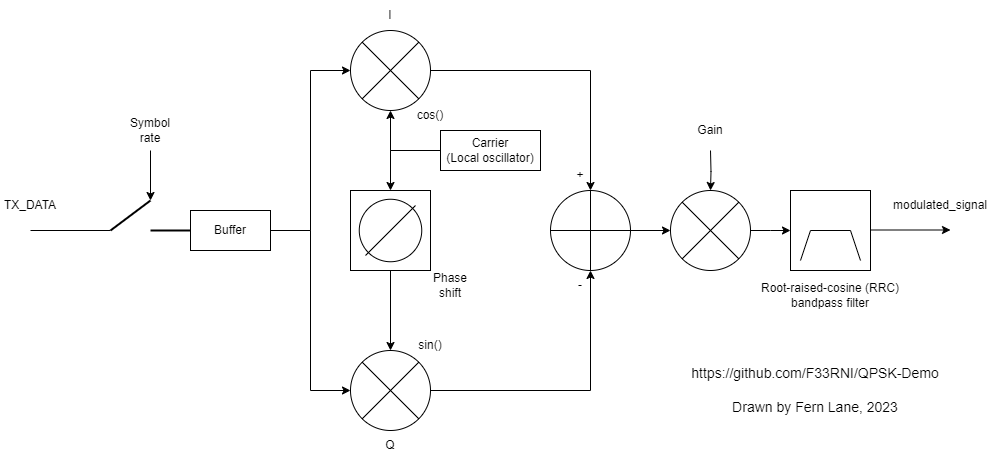 I
cos()
Symbol
rate
Carrier
(Local oscillator)
Gain
+
TX_DATA
modulated_signal
Buffer
Phase
shift
-
Root-raised-cosine (RRC)
bandpass filter
sin()
https://github.com/F33RNI/QPSK-Demo
Drawn by Fern Lane, 2023
Q